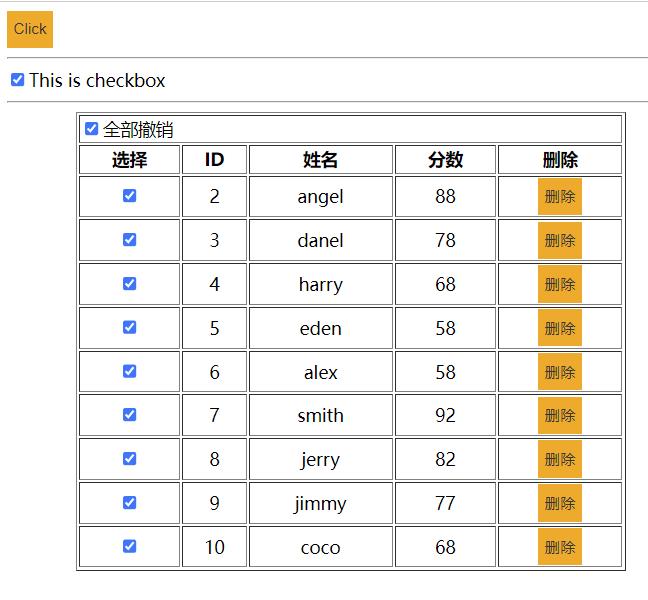 Click
This is checkbox
全部撤销
选择 ID 姓名 分数 删除
2 angel 88 删除
3 danel 78 删除
4 harry 68 删除
5 eden 58 删除
6 alex 58 删除
7 smith 92 删除
8 jerry 82 删除
9 jimmy 77 删除
10 coco 68 删除